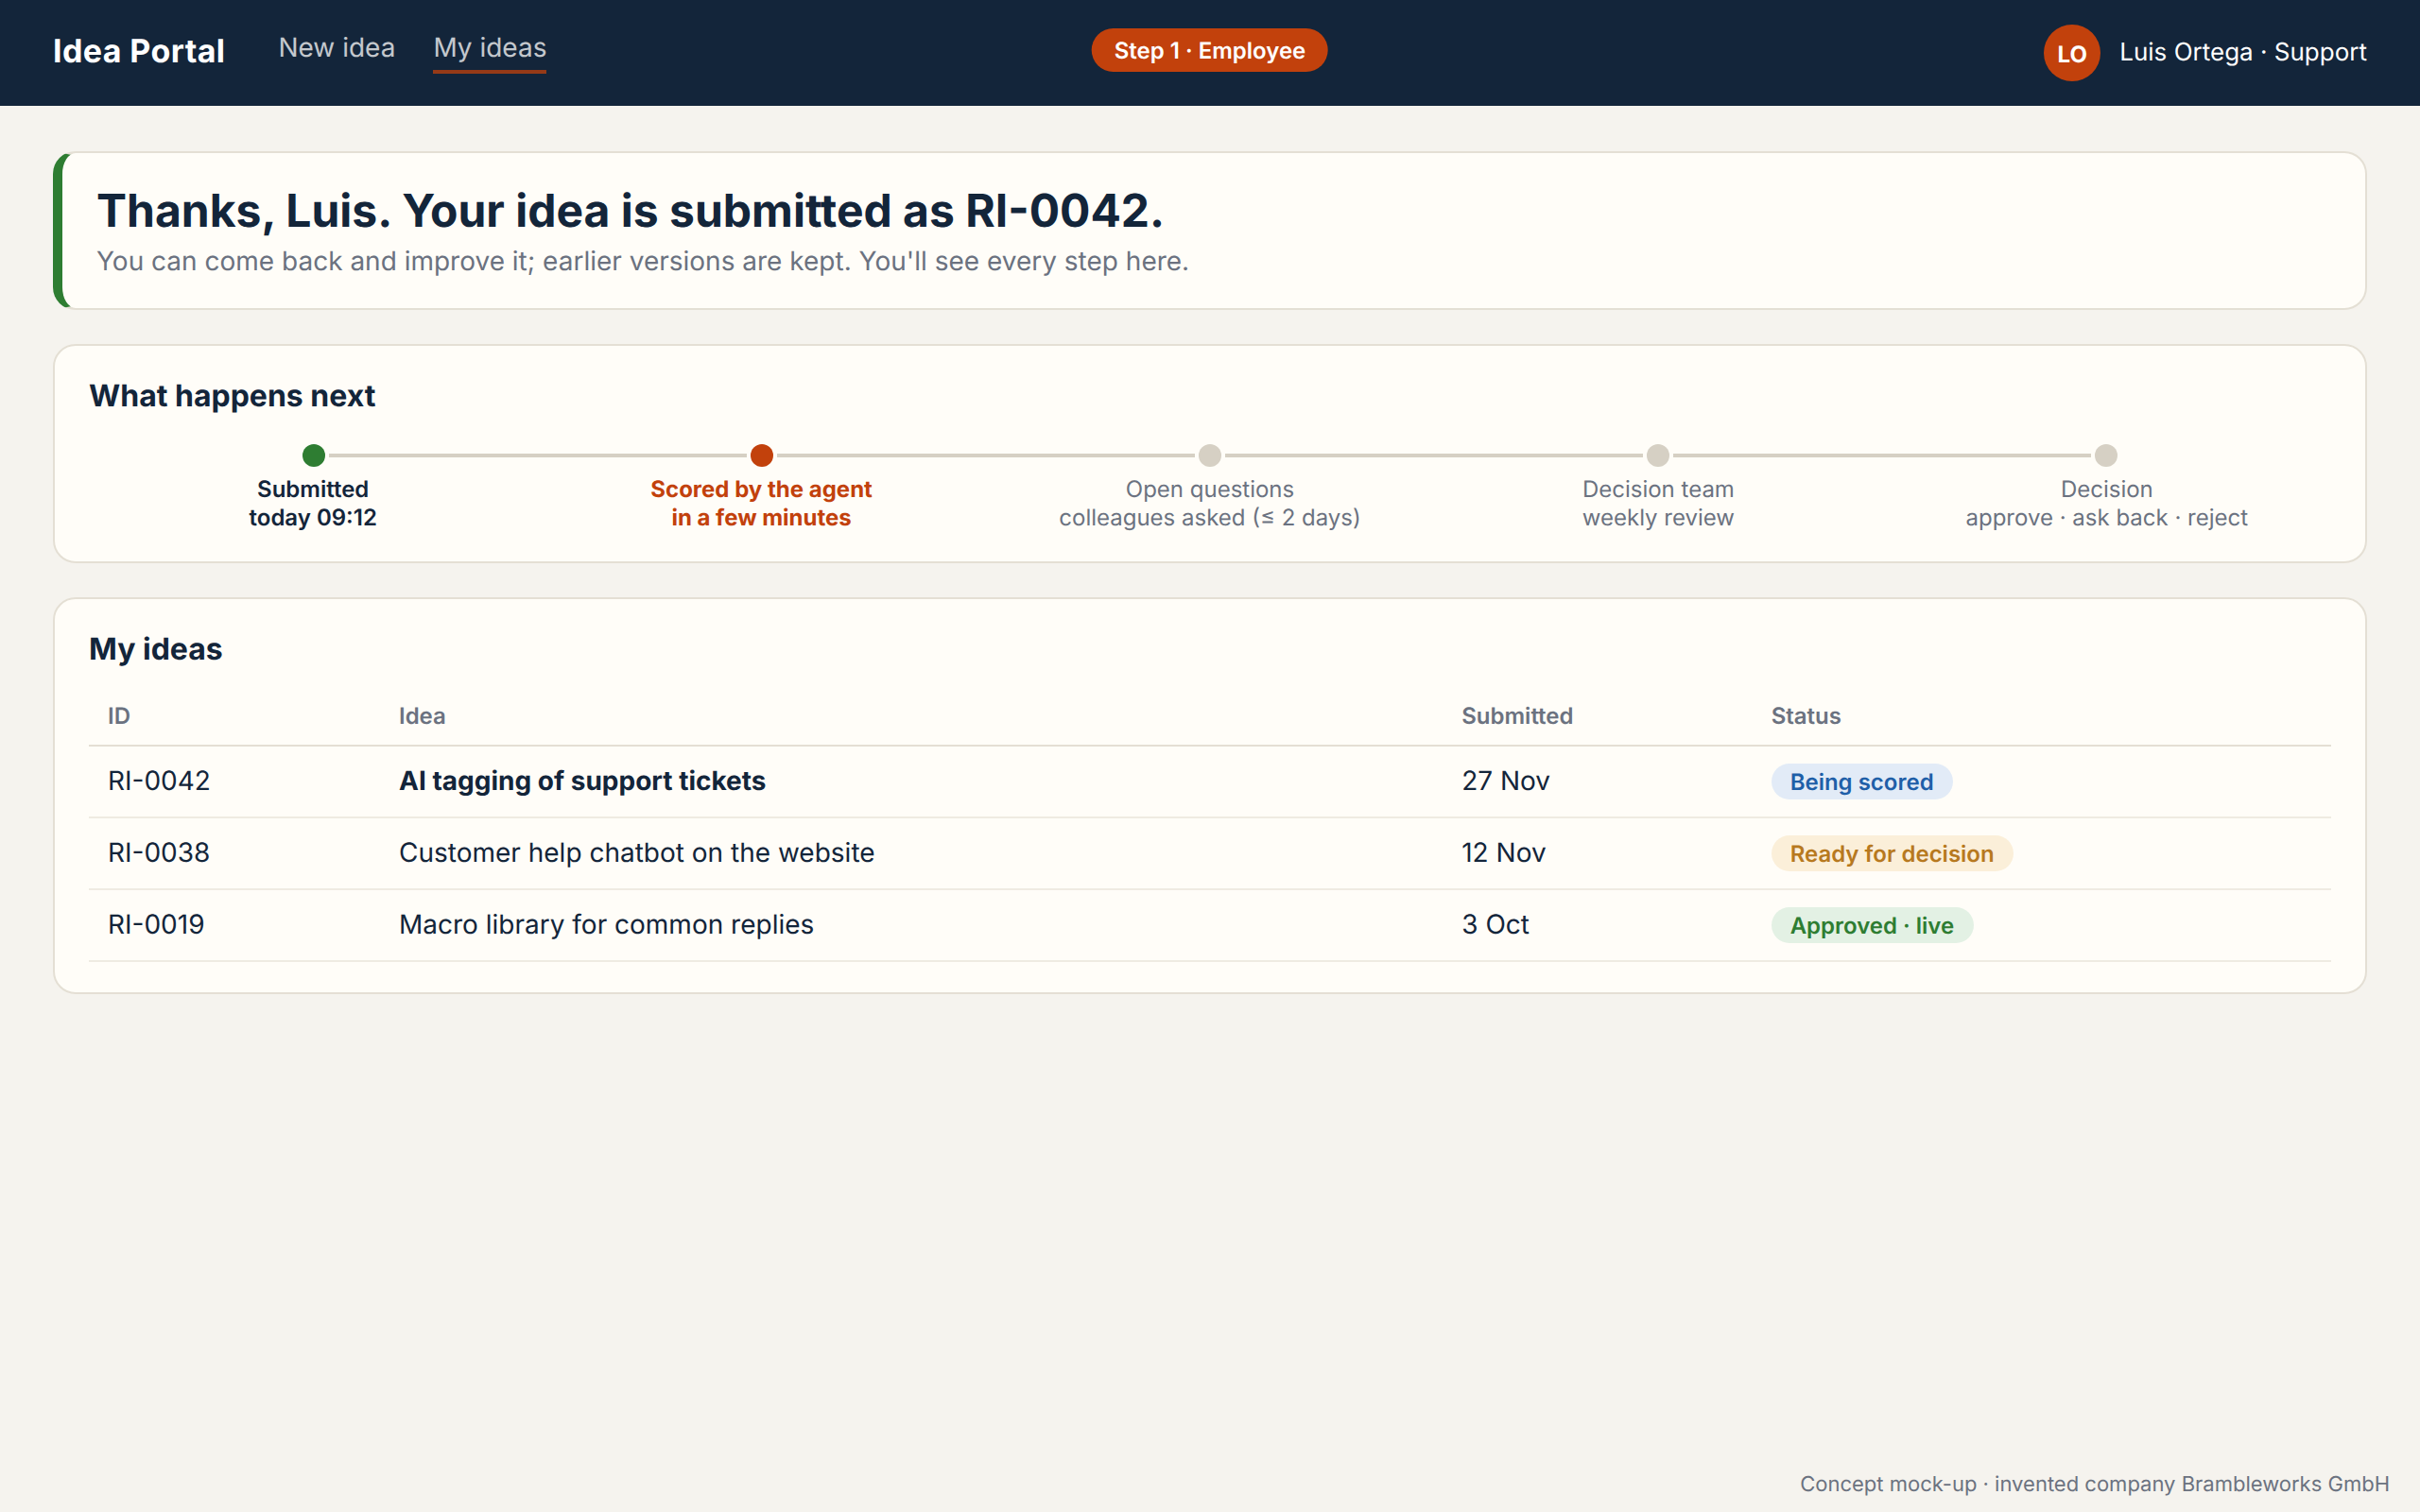 Idea Portal New idea My ideas Step 1 · Employee LO Luis Ortega · Support
Thanks, Luis. Your idea is submitted as RI-0042.
You can come back and improve it; earlier versions are kept. You'll see every step here.
What happens next
Submitted
today 09:12
Scored by the agent
in a few minutes
Open questions
colleagues asked (≤ 2 days)
Decision team
weekly review
Decision
approve · ask back · reject
My ideas
ID Idea Submitted Status
RI-0042 AI tagging of support tickets 27 Nov Being scored
RI-0038 Customer help chatbot on the website 12 Nov Ready for decision
RI-0019 Macro library for common replies 3 Oct Approved · live
Concept mock-up · invented company Brambleworks GmbH